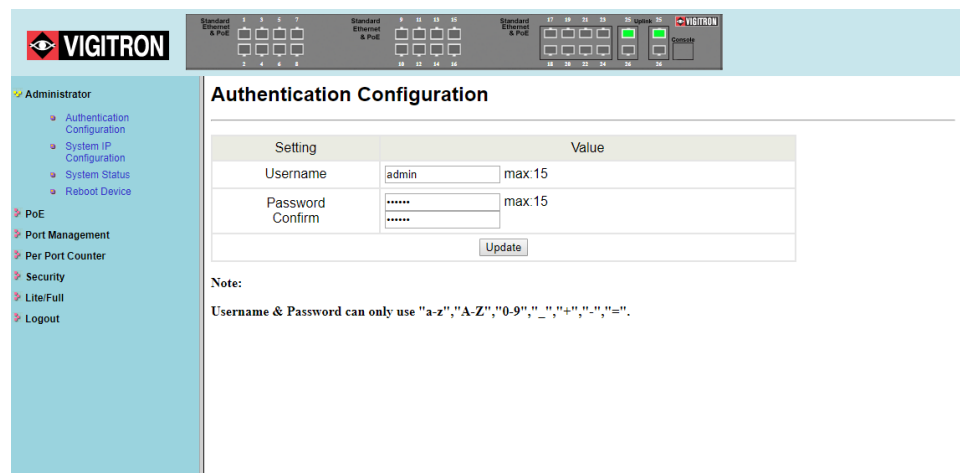 VIGITRON
Standard Ethernet & PoE
1 3 5 7
2 4 6 8
Standard Ethernet & PoE
9 11 13 15
10 12 14 16
Standard Ethernet & PoE
17 19 21 23
18 20 22 24
25 Uplink 26
25 26
VIGITRON
Console
Administrator
Authentication
Configuration
System IP
Configuration
System Status
Reboot Device
PoE
Port Management
Per Port Counter
Security
Lite/Full
Logout
Authentication Configuration
Setting Value
Username admin max:15
Password •••••• max:15
Confirm ••••••
Update
Note:
Username & Password can only use "a-z","A-Z","0-9","_","+","-","=".